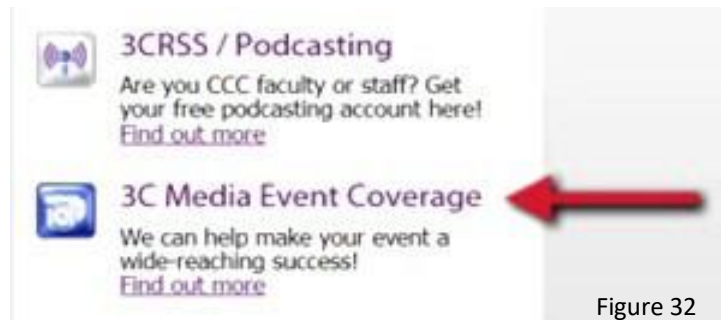 3CRSS / Podcasting
Are you CCC faculty or staff? Get
your free podcasting account here!
Find out more
3C Media Event Coverage
We can help make your event a
wide-reaching success!
Find out more
Figure 32